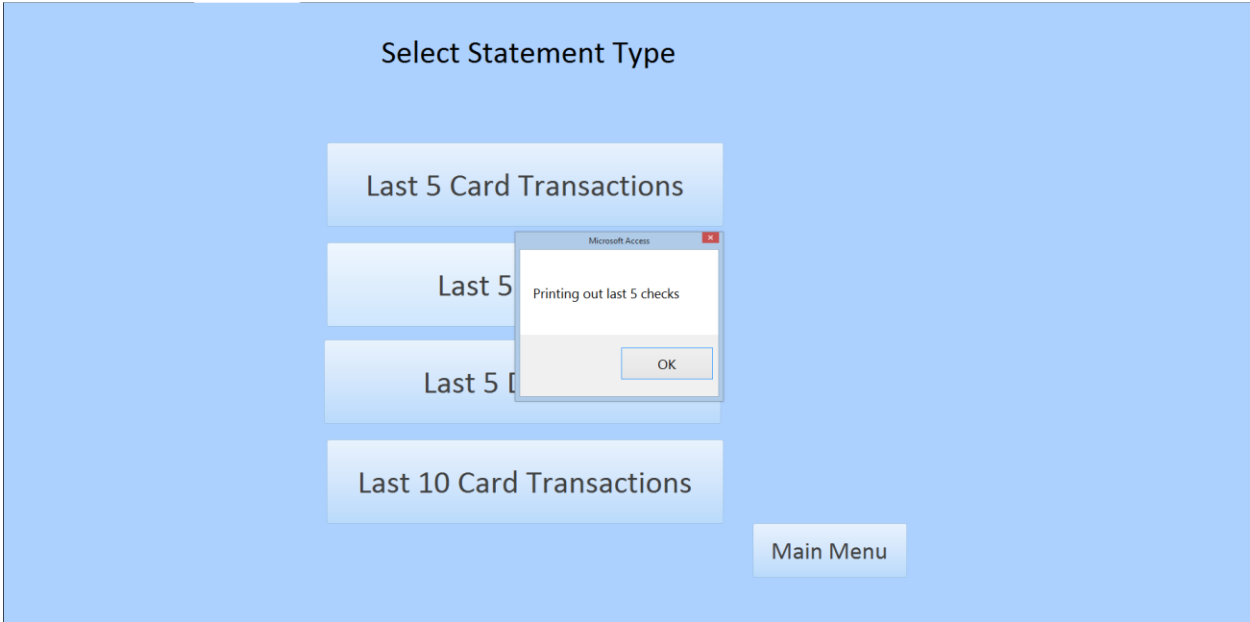 Select Statement Type
Last 5 Card Transactions
Microsoft Access
Last 5
Printing out last 5 checks
OK
Last 5
Last 10 Card Transactions
Main Menu